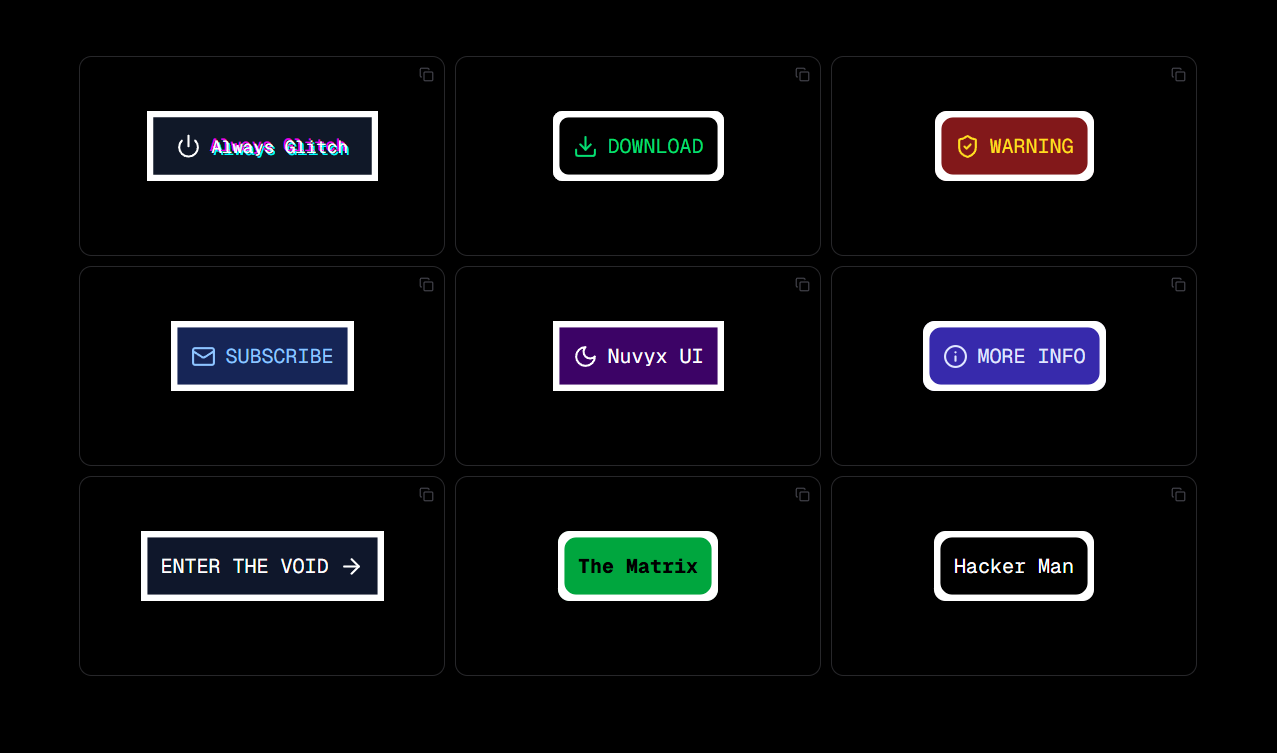 Always Glitch
DOWNLOAD
WARNING
SUBSCRIBE
Nuvyx UI
MORE INFO
ENTER THE VOID
The Matrix
Hacker Man